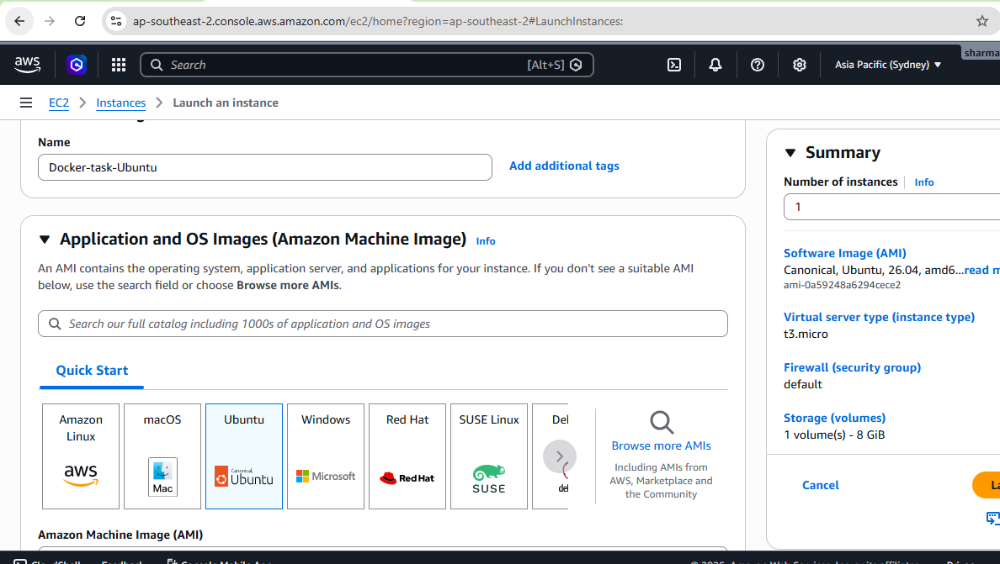 ap-southeast-2.console.aws.amazon.com/ec2/home?region=ap-southeast-2#LaunchInstances:
aws
Search
[Alt+S]
Asia Pacific (Sydney)
sharma
EC2
Instances
Launch an instance
Name
Docker-task-Ubuntu
Add additional tags
Application and OS Images (Amazon Machine Image)
Info
An AMI contains the operating system, application server, and applications for your instance. If you don't see a suitable AMI
below, use the search field or choose Browse more AMIs.
Search our full catalog including 1000s of application and OS images
Quick Start
Amazon
Linux
aws
macOS
Mac
Ubuntu
Canonical
Ubuntu
Windows
Microsoft
Red Hat
Red Hat
SUSE Linux
SUSE
Browse more AMIs
Including AMIs from
AWS, Marketplace and
the Community
Amazon Machine Image (AMI)
Summary
Number of instances
Info
1
Software Image (AMI)
Canonical, Ubuntu, 26.04, amd6...read m
ami-0a59248a6294cece2
Virtual server type (instance type)
t3.micro
Firewall (security group)
default
Storage (volumes)
1 volume(s) - 8 GiB
Cancel
CloudShell
Feedback
Console Mobile App